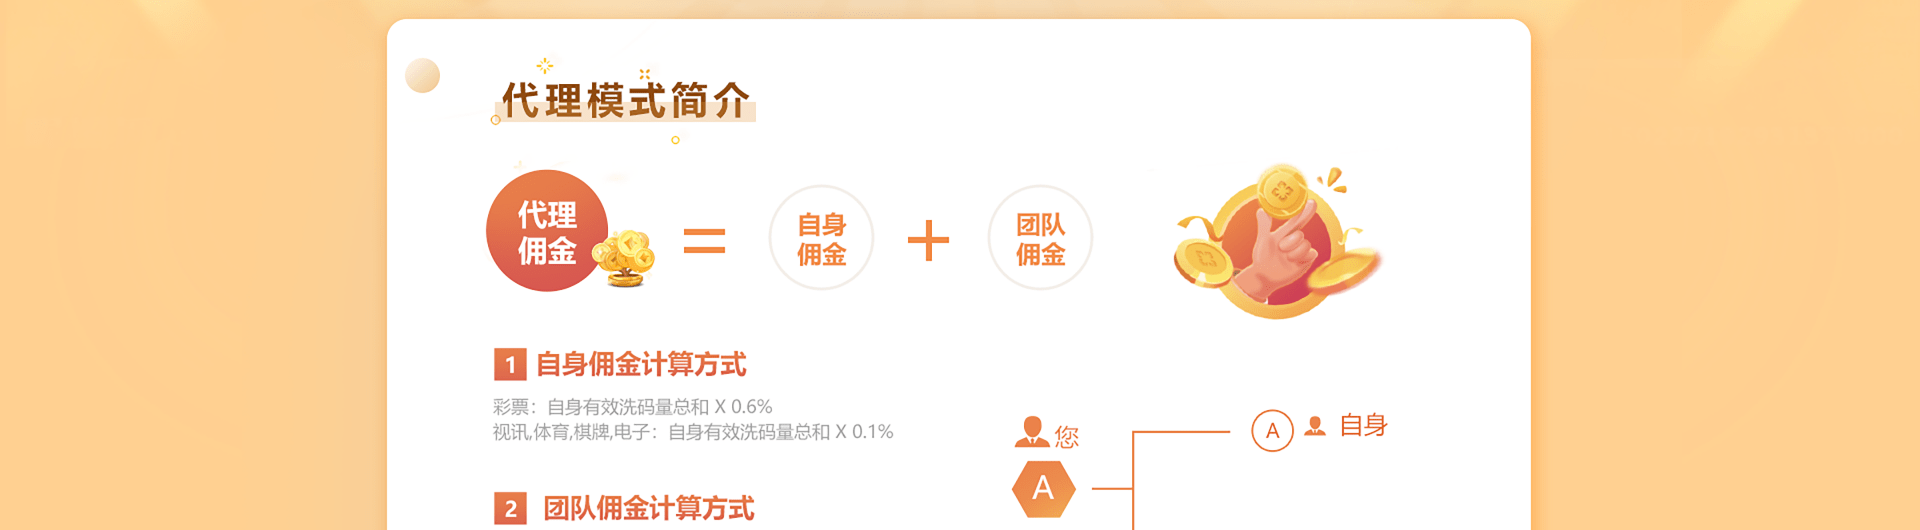 代理模式简介
代理
佣金
=
自身
佣金
+
团队
佣金
1 自身佣金计算方式
彩票：自身有效洗码量总和 X 0.6%
视讯,体育,棋牌,电子：自身有效洗码量总和 X 0.1%
您
A
A 自身
2 团队佣金计算方式